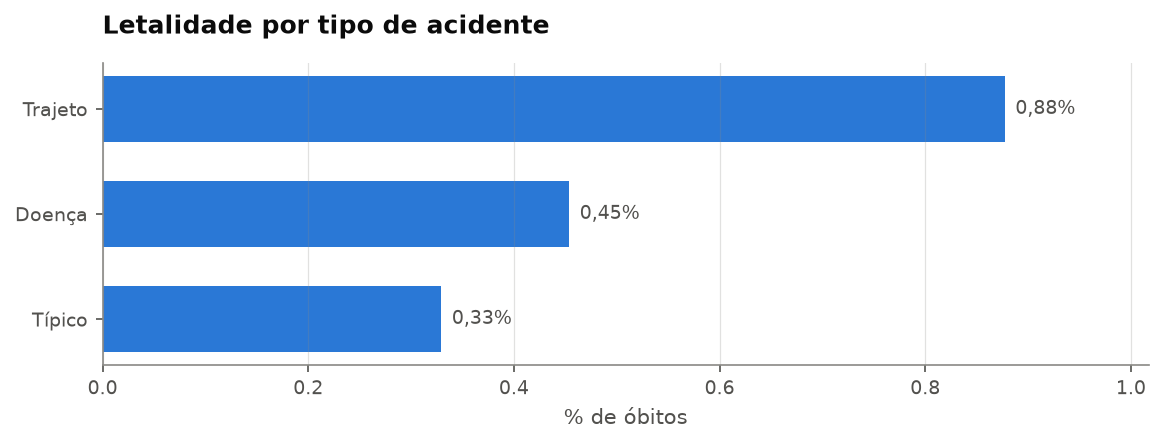 Letalidade por tipo de acidente
Trajeto
0,88%
Doença
0,45%
Típico
0,33%
0.0 0.2 0.4 0.6 0.8 1.0
% de óbitos